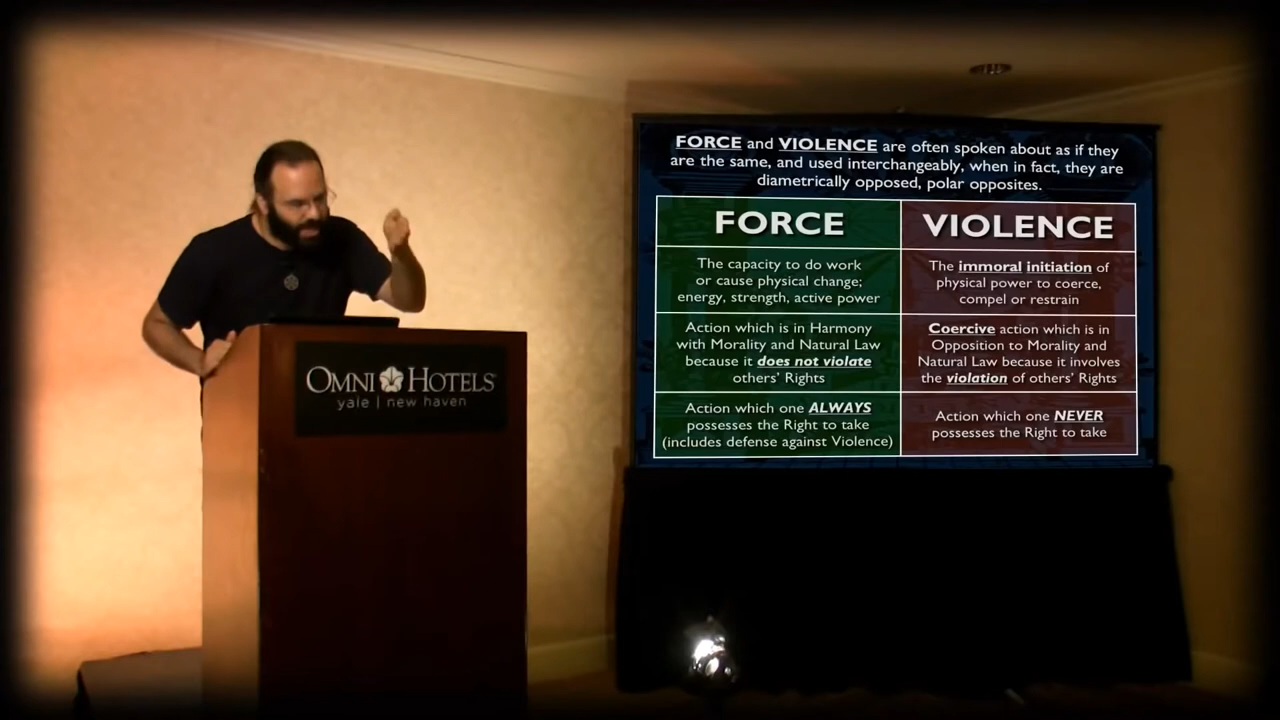 OMNI HOTELS
yale | new haven
FORCE and VIOLENCE are often spoken about as if they
are the same, and used interchangeably, when in fact, they are
diametrically opposed, polar opposites.
FORCE
VIOLENCE
The capacity to do work
or cause physical change;
energy, strength, active power
The immoral initiation of
physical power to coerce,
compel or restrain
Action which is in Harmony
with Morality and Natural Law
because it does not violate
others' Rights
Coercive action which is in
Opposition to Morality and
Natural Law because it involves
the violation of others' Rights
Action which one ALWAYS
possesses the Right to take
(includes defense against Violence)
Action which one NEVER
possesses the Right to take